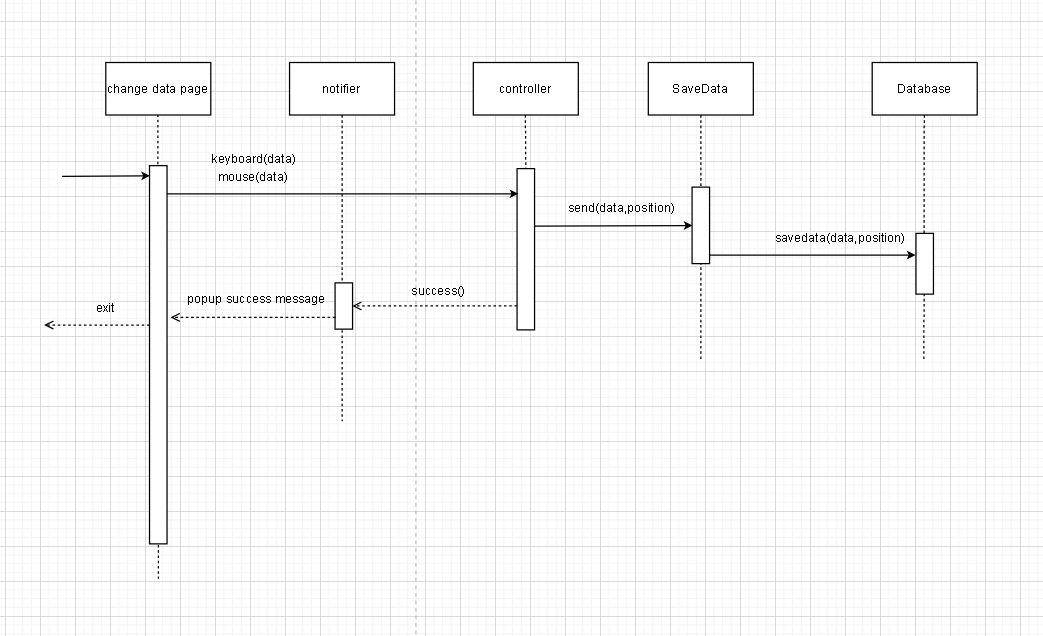 change data page
notifier
controller
SaveData
Database
keyboard(data)
mouse(data)
send(data,position)
savedata(data,position)
success()
popup success message
exit